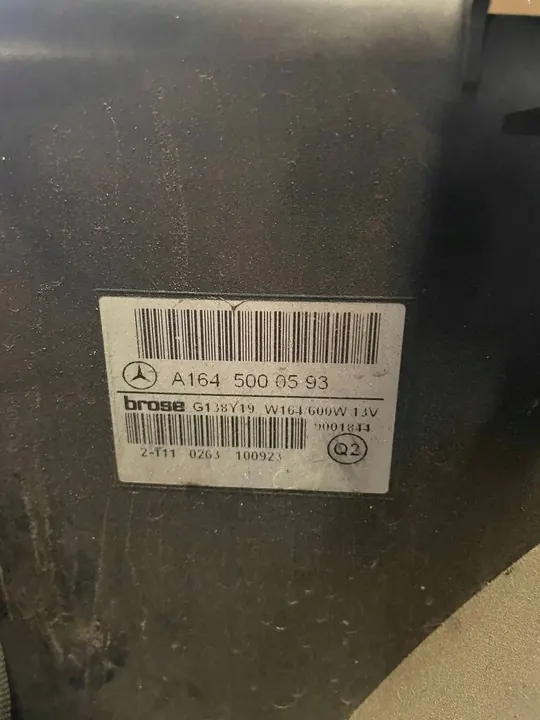 A164 500 05 93
brose G138Y19 W164/600W 13V
9001844
2-T11 0263 100923
Q2